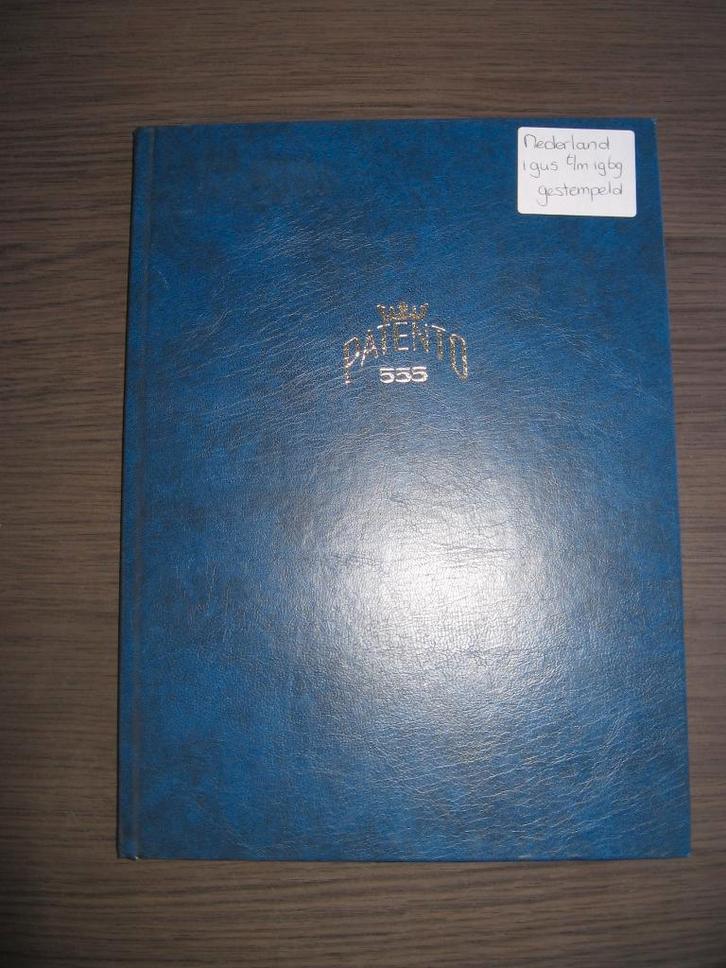 Nederland
1945 t/m 1969
gestempeld
PATENTO
555